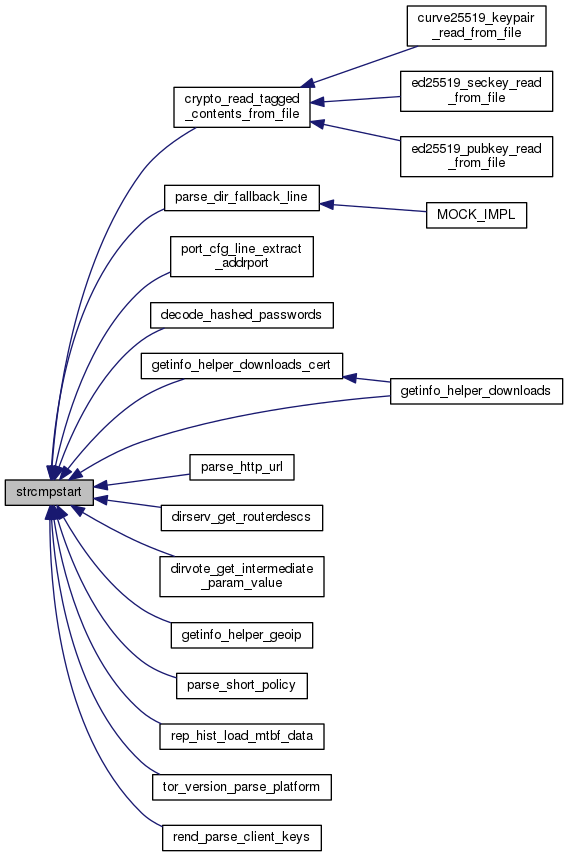 curve25519_keypair
_read_from_file
ed25519_seckey_read
_from_file
crypto_read_tagged
_contents_from_file
ed25519_pubkey_read
_from_file
parse_dir_fallback_line
MOCK_IMPL
port_cfg_line_extract
_addrport
decode_hashed_passwords
getinfo_helper_downloads_cert
getinfo_helper_downloads
parse_http_url
strcmpstart
dirserv_get_routerdescs
dirvote_get_intermediate
_param_value
getinfo_helper_geoip
parse_short_policy
rep_hist_load_mtbf_data
tor_version_parse_platform
rend_parse_client_keys